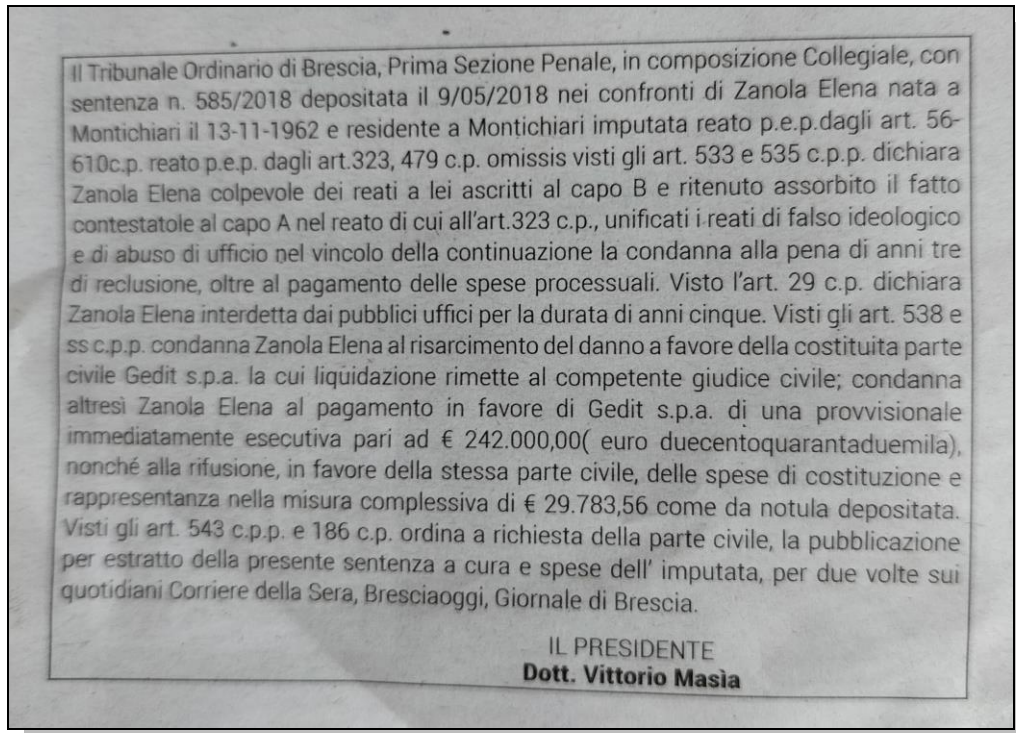 Il Tribunale Ordinario di Brescia, Prima Sezione Penale, in composizione Collegiale, con
sentenza n. 585/2018 depositata il 9/05/2018 nei confronti di Zanola Elena nata a
Montichiari il 13-11-1962 e residente a Montichiari imputata reato p.e.p.dagli art. 56-
610c.p. reato p.e.p. dagli art.323, 479 c.p. omissis visti gli art. 533 e 535 c.p.p. dichiara
Zanola Elena colpevole dei reati a lei ascritti al capo B e ritenuto assorbito il fatto
contestatole al capo A nel reato di cui all'art.323 c.p., unificati i reati di falso ideologico
e di abuso di ufficio nel vincolo della continuazione la condanna alla pena di anni tre
di reclusione, oltre al pagamento delle spese processuali. Visto l'art. 29 c.p. dichiara
Zanola Elena interdetta dai pubblici uffici per la durata di anni cinque. Visti gli art. 538 e
ss c.p.p. condanna Zanola Elena al risarcimento del danno a favore della costituita parte
civile Gedit s.p.a. la cui liquidazione rimette al competente giudice civile; condanna
altresì Zanola Elena al pagamento in favore di Gedit s.p.a. di una provvisionale
immediatamente esecutiva pari ad € 242.000,00( euro duecentoquarantaduemila),
nonché alla rifusione, in favore della stessa parte civile, delle spese di costituzione e
rappresentanza nella misura complessiva di € 29.783,56 come da notula depositata.
Visti gli art. 543 c.p.p. e 186 c.p. ordina a richiesta della parte civile, la pubblicazione
per estratto della presente sentenza a cura e spese dell' imputata, per due volte sui
quotidiani Corriere della Sera, Bresciaoggi, Giornale di Brescia.
IL PRESIDENTE
Dott. Vittorio Masìa